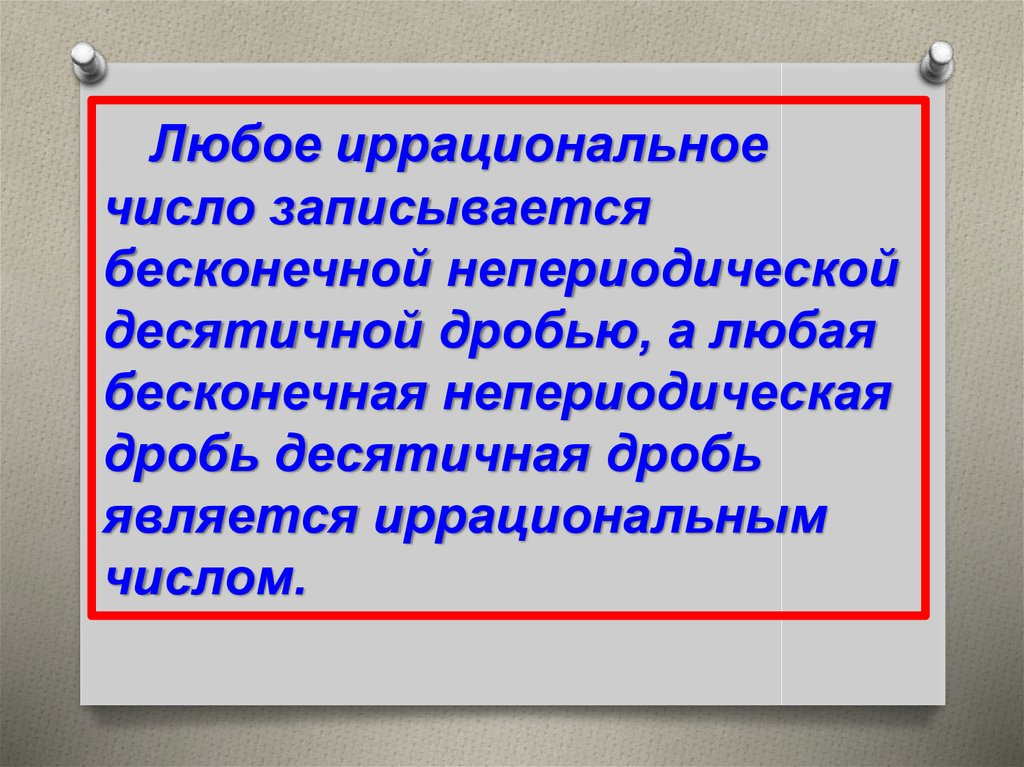 Любое иррациональное
число записывается
бесконечной непериодической
десятичной дробью, а любая
бесконечная непериодическая
дробь десятичная дробь
является иррациональным
числом.